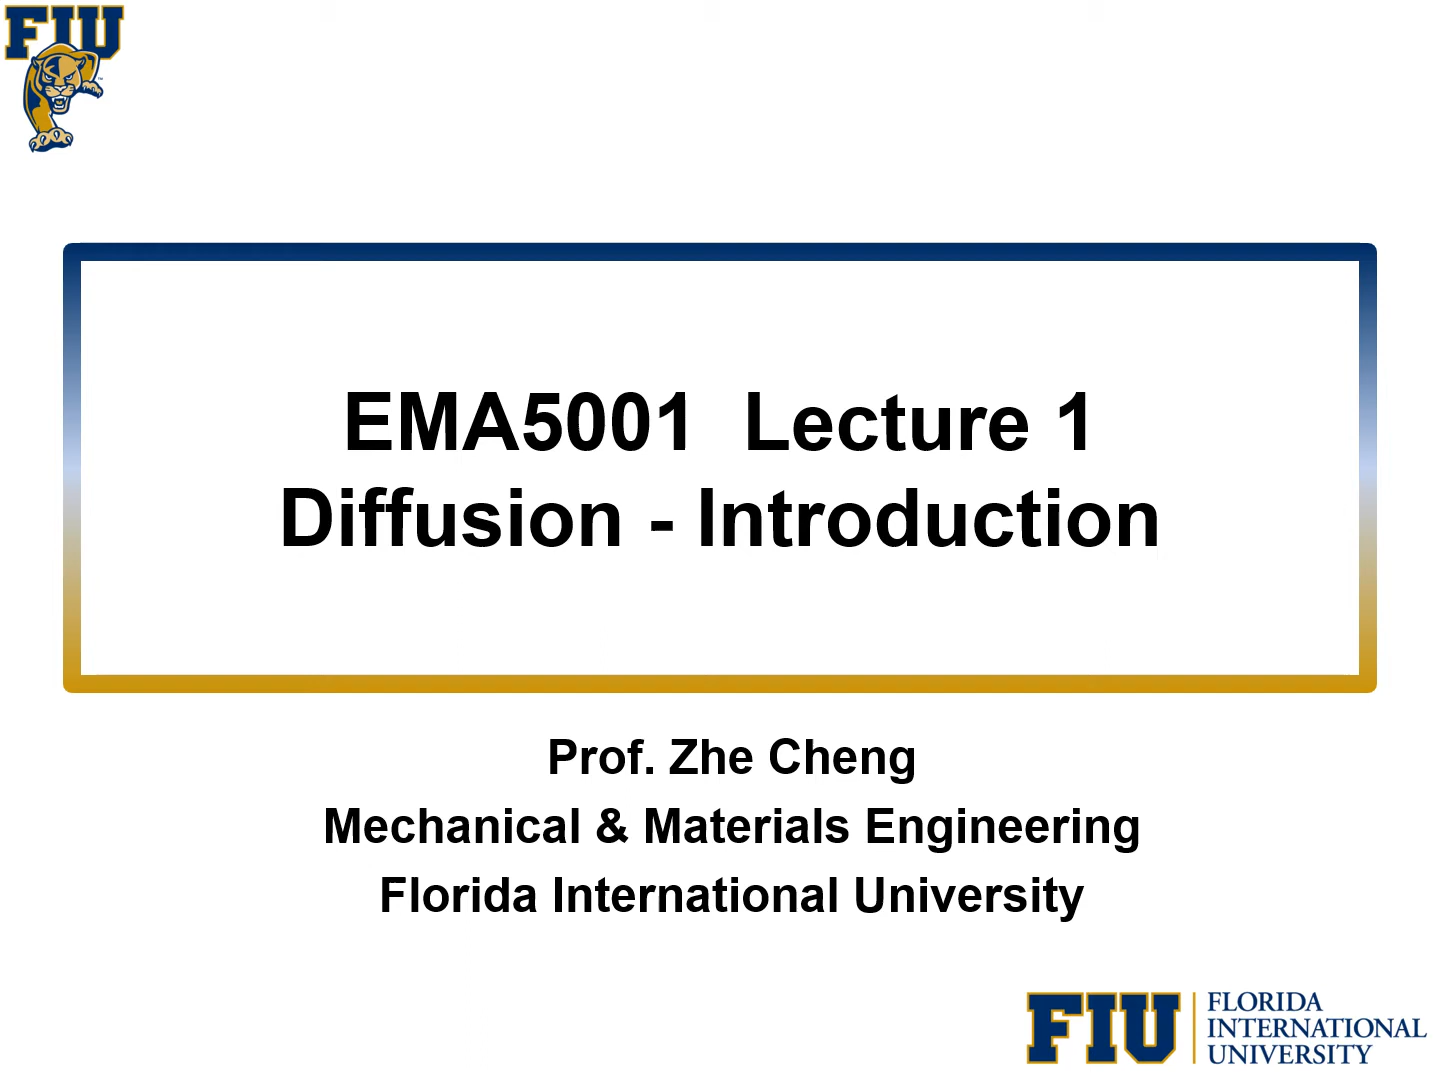 FIU
EMA5001  Lecture 1
Diffusion - Introduction
Prof. Zhe Cheng
Mechanical & Materials Engineering
Florida International University
FIU
FLORIDA
INTERNATIONAL
UNIVERSITY